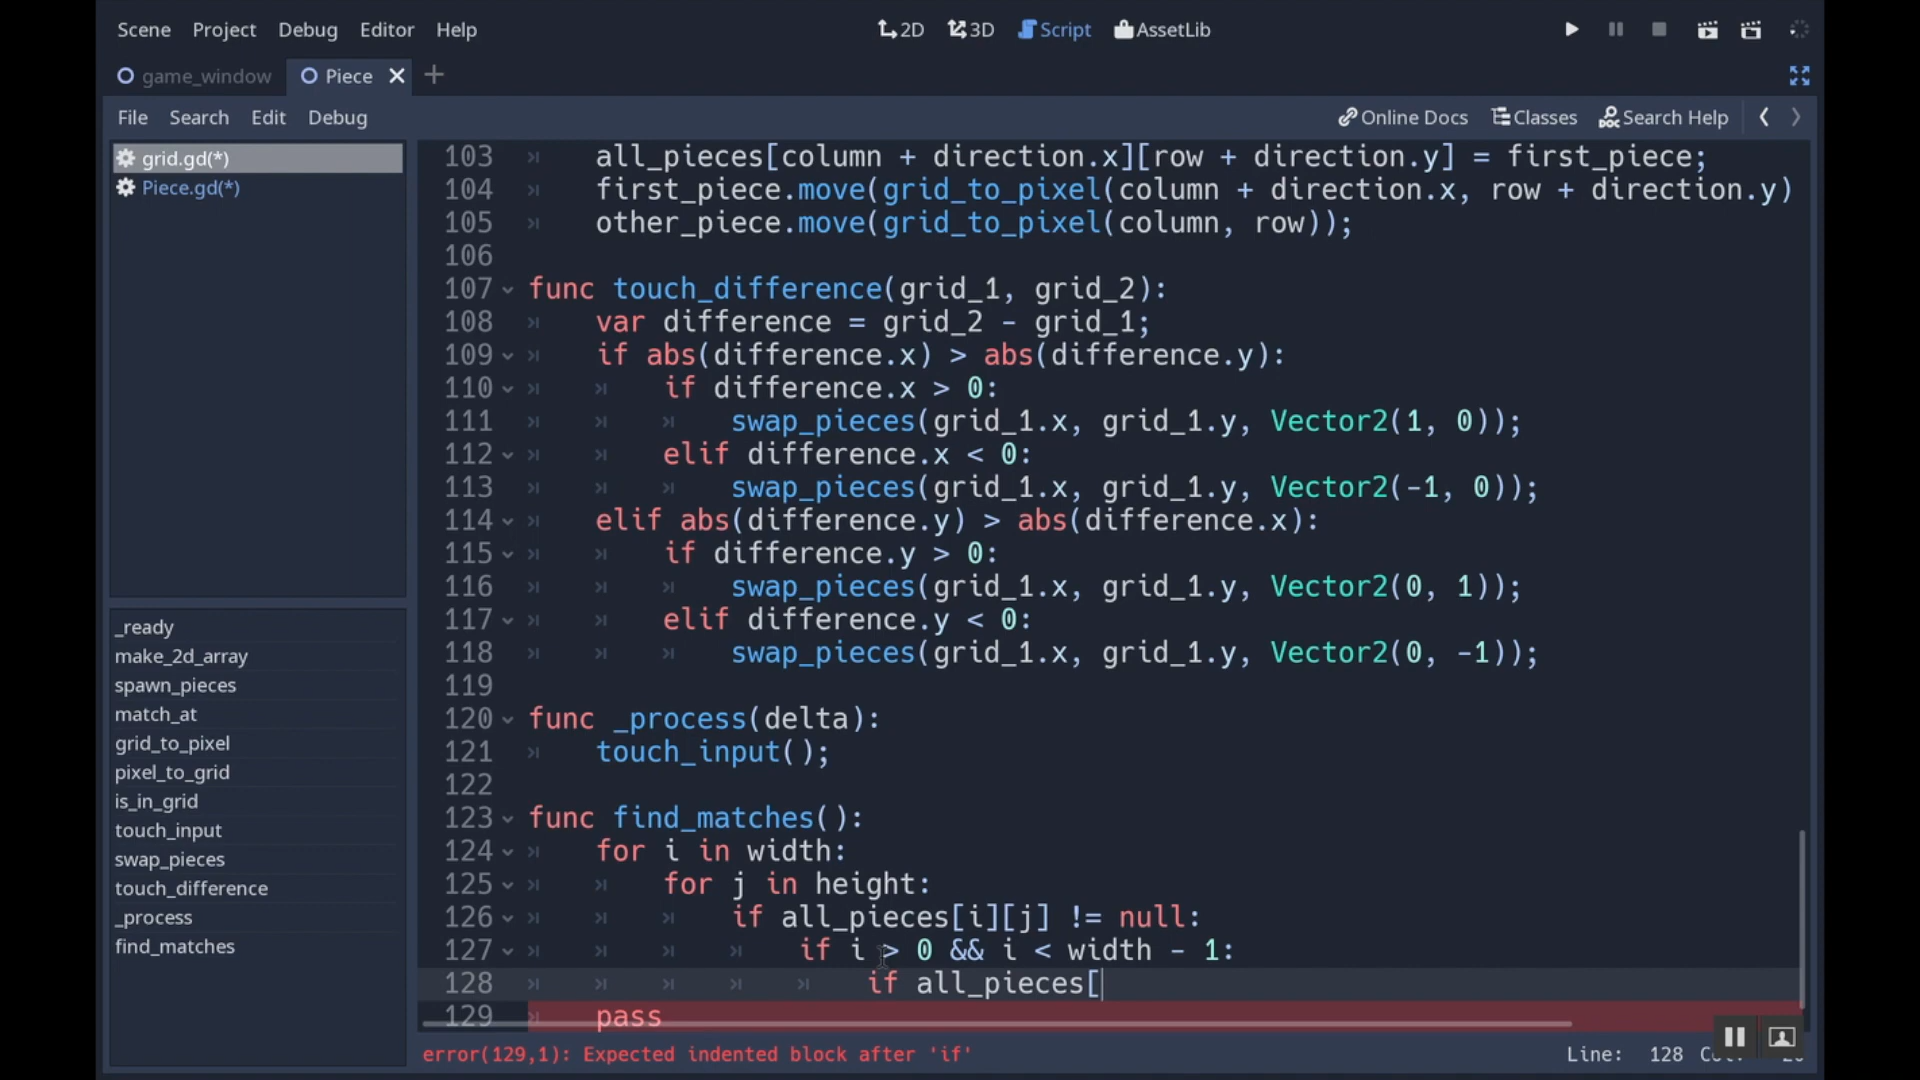 Scene Project Debug Editor Help 2D 3D Script AssetLib
game_window Piece
File Search Edit Debug Online Docs Classes Search Help
grid.gd(*)
Piece.gd(*)
_ready
make_2d_array
spawn_pieces
match_at
grid_to_pixel
pixel_to_grid
is_in_grid
touch_input
swap_pieces
touch_difference
_process
find_matches
103 all_pieces[column + direction.x][row + direction.y] = first_piece;
104 first_piece.move(grid_to_pixel(column + direction.x, row + direction.y)
105 other_piece.move(grid_to_pixel(column, row));
106
107 func touch_difference(grid_1, grid_2):
108 var difference = grid_2 - grid_1;
109 if abs(difference.x) > abs(difference.y):
110 if difference.x > 0:
111 swap_pieces(grid_1.x, grid_1.y, Vector2(1, 0));
112 elif difference.x < 0:
113 swap_pieces(grid_1.x, grid_1.y, Vector2(-1, 0));
114 elif abs(difference.y) > abs(difference.x):
115 if difference.y > 0:
116 swap_pieces(grid_1.x, grid_1.y, Vector2(0, 1));
117 elif difference.y < 0:
118 swap_pieces(grid_1.x, grid_1.y, Vector2(0, -1));
119
120 func _process(delta):
121 touch_input();
122
123 func find_matches():
124 for i in width:
125 for j in height:
126 if all_pieces[i][j] != null:
127 if i > 0 && i < width - 1:
128 if all_pieces[
129 pass
error(129,1): Expected indented block after 'if' Line: 128